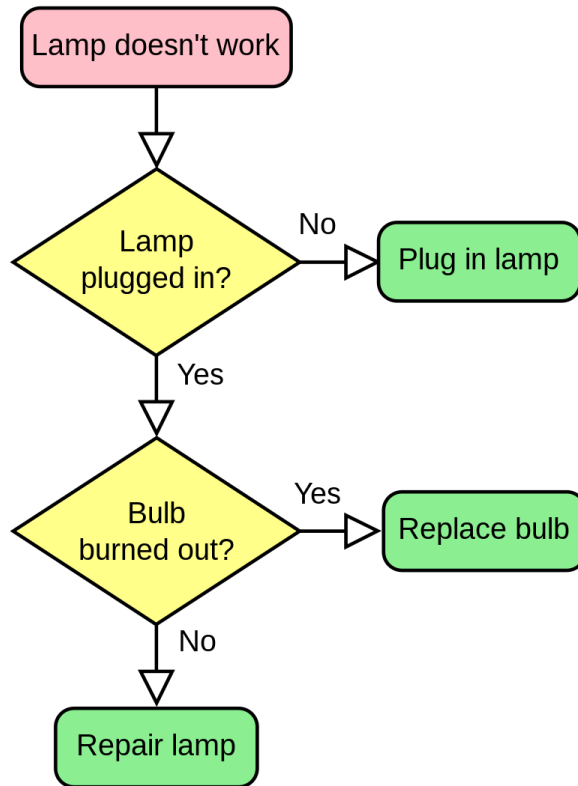 Lamp doesn't work
Lamp
plugged in?
No
Plug in lamp
Yes
Bulb
burned out?
Yes
Replace bulb
No
Repair lamp